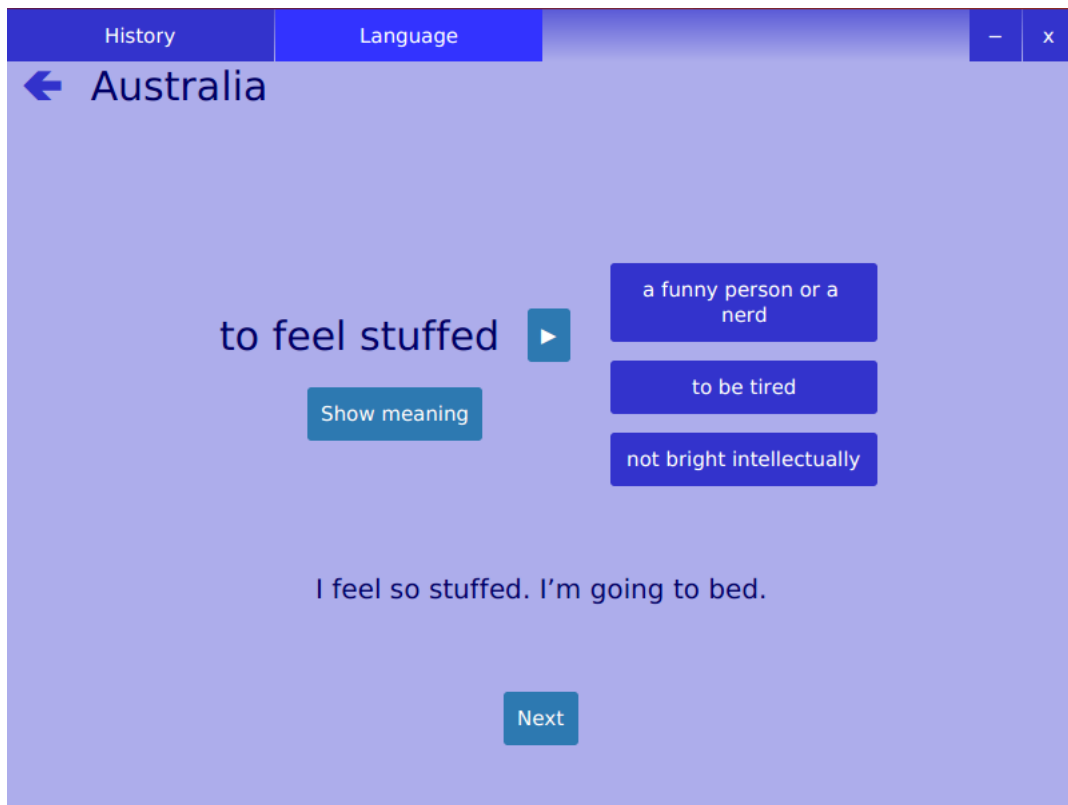 History
Language
–
x
Australia
a funny person or a
nerd
to feel stuffed
to be tired
Show meaning
not bright intellectually
I feel so stuffed. I’m going to bed.
Next